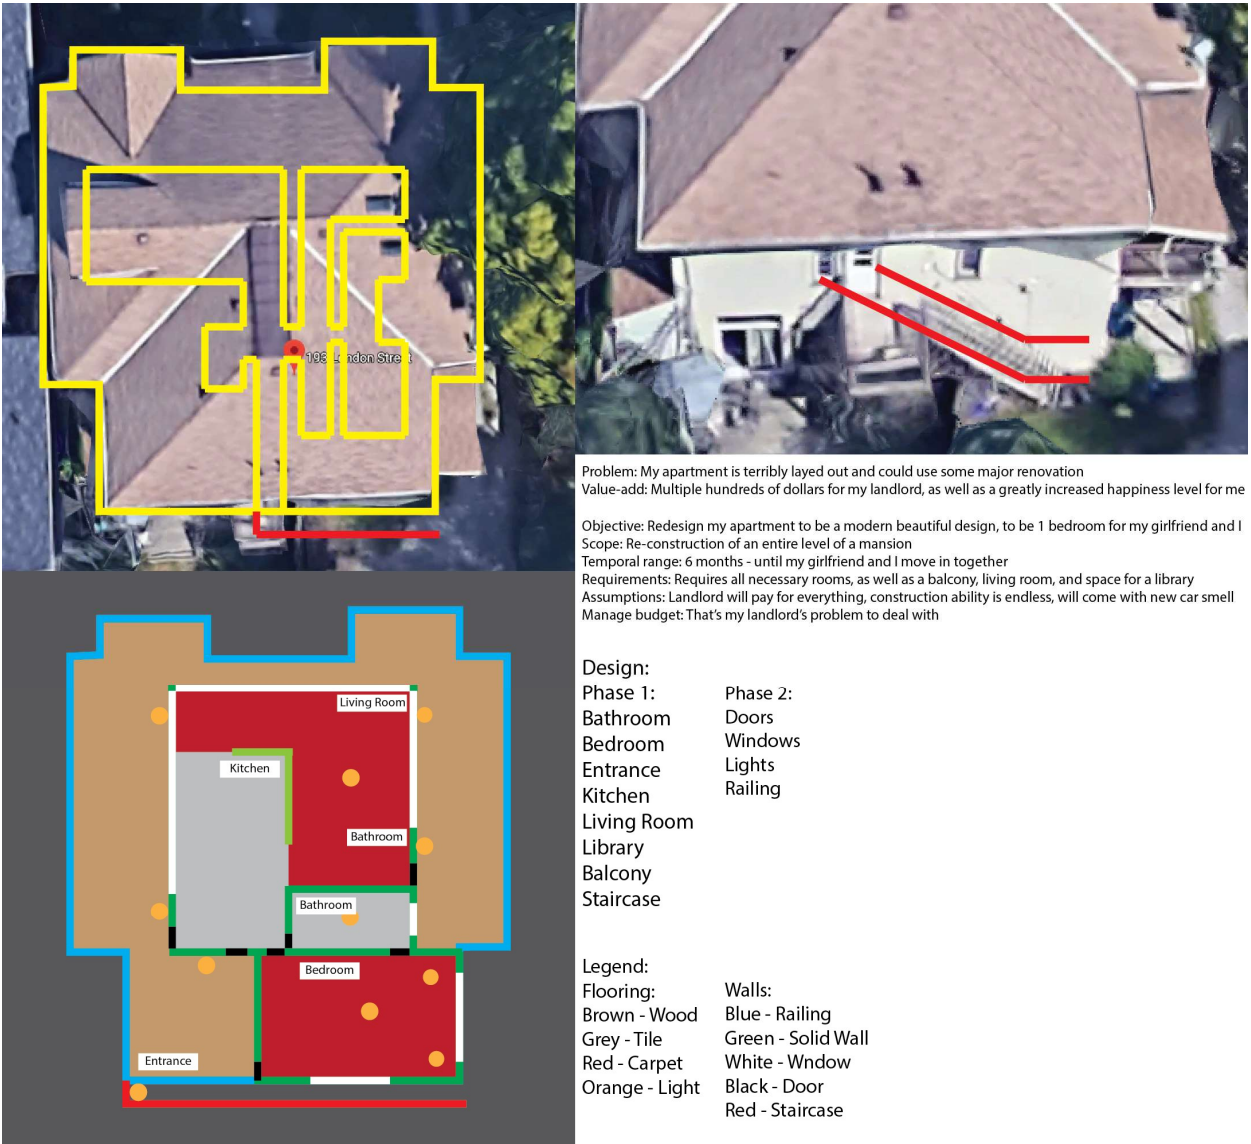 193 London Street
Problem: My apartment is terribly layed out and could use some major renovation
Value-add: Multiple hundreds of dollars for my landlord, as well as a greatly increased happiness level for me
Objective: Redesign my apartment to be a modern beautiful design, to be 1 bedroom for my girlfriend and I
Scope: Re-construction of an entire level of a mansion
Temporal range: 6 months - until my girlfriend and I move in together
Requirements: Requires all necessary rooms, as well as a balcony, living room, and space for a library
Assumptions: Landlord will pay for everything, construction ability is endless, will come with new car smell
Manage budget: That's my landlord's problem to deal with
Living Room
Kitchen
Bathroom
Bathroom
Bedroom
Entrance
Design:
Phase 1:
Bathroom
Bedroom
Entrance
Kitchen
Living Room
Library
Balcony
Staircase
Phase 2:
Doors
Windows
Lights
Railing
Legend:
Flooring:
Brown - Wood
Grey - Tile
Red - Carpet
Orange - Light
Walls:
Blue - Railing
Green - Solid Wall
White - Wndow
Black - Door
Red - Staircase